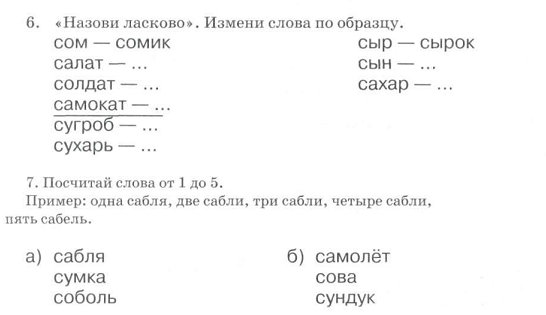 6. «Назови ласково». Измени слова по образцу.
сом — сомик
сыр — сырок
салат — ...
сын — ...
солдат — ...
сахар — ...
самокат — ...
сугроб — ...
сухарь — ...
7. Посчитай слова от 1 до 5.
Пример: одна сабля, две сабли, три сабли, четыре сабли,
пять сабель.
а) сабля
б) самолёт
сумка
сова
соболь
сундук